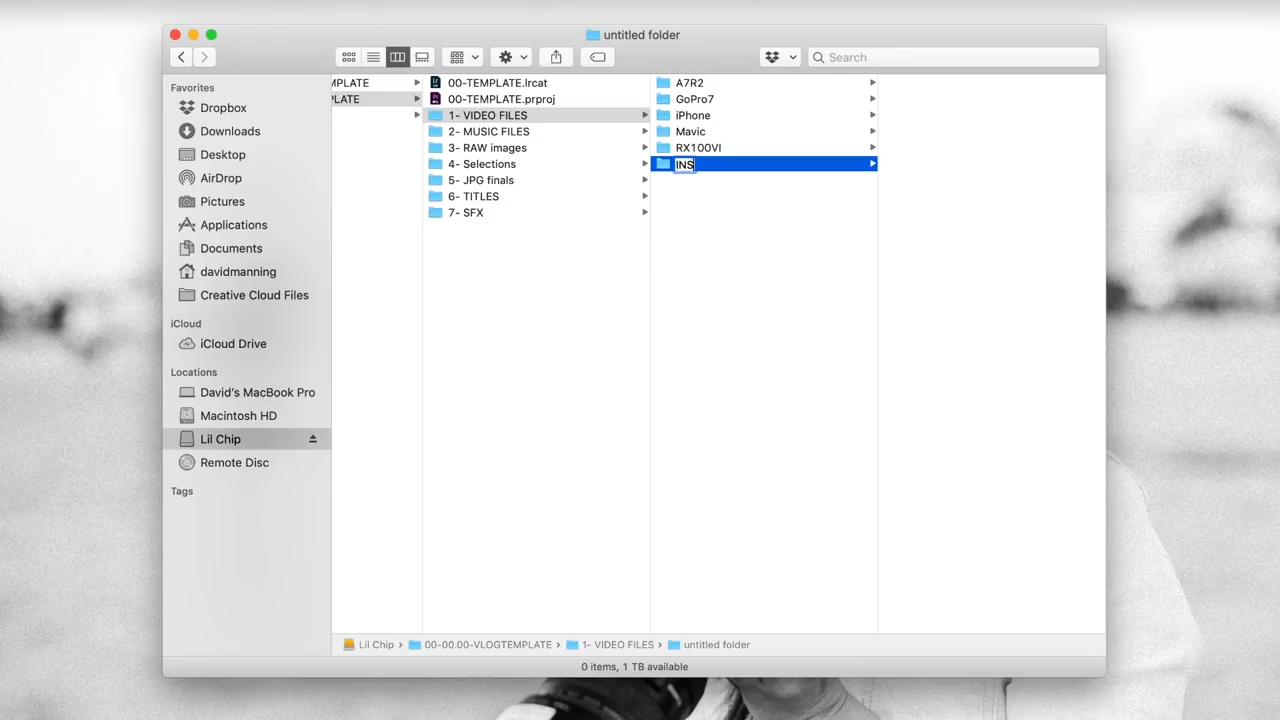 untitled folder
Search
Favorites
Dropbox
Downloads
Desktop
AirDrop
Pictures
Applications
Documents
davidmanning
Creative Cloud Files
iCloud
iCloud Drive
Locations
David's MacBook Pro
Macintosh HD
Lil Chip
Remote Disc
Tags
MPLATE
LATE
00-TEMPLATE.lrcat
00-TEMPLATE.prproj
1- VIDEO FILES
2- MUSIC FILES
3- RAW images
4- Selections
5- JPG finals
6- TITLES
7- SFX
A7R2
GoPro7
iPhone
Mavic
RX100VI
INS
Lil Chip › 00-00.00-VLOGTEMPLATE › 1- VIDEO FILES › untitled folder
0 items, 1 TB available